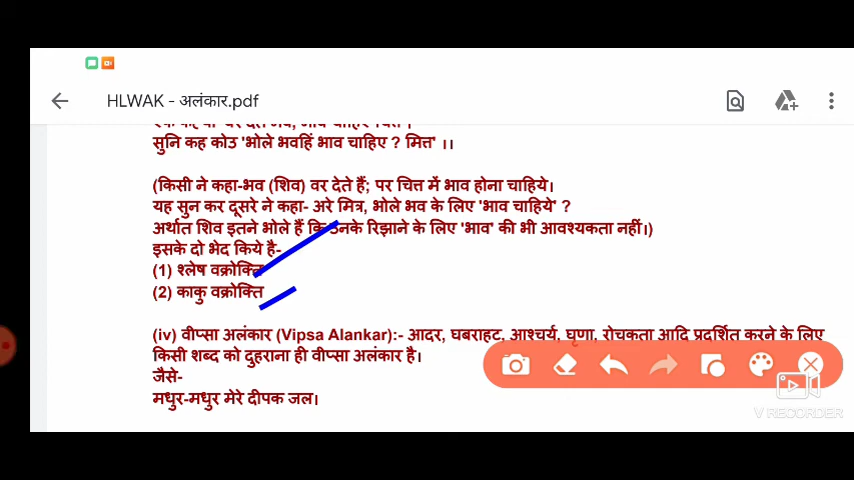 HLWAK - अलंकार.pdf
सुनि कह कोउ 'भोले भवहिं भाव चाहिए ? मित्त' ।।
(किसी ने कहा-भव (शिव) वर देते हैं; पर चित्त में भाव होना चाहिये।
यह सुन कर दूसरे ने कहा- अरे मित्र, भोले भव के लिए 'भाव चाहिये' ?
अर्थात शिव इतने भोले हैं कि उनके रिझाने के लिए 'भाव' की भी आवश्यकता नहीं।)
इसके दो भेद किये है-
(1) श्लेष वक्रोक्ति
(2) काकु वक्रोक्ति
(iv) वीप्सा अलंकार (Vipsa Alankar):- आदर, घबराहट, आश्चर्य, घृणा, रोचकता आदि प्रदर्शित करने के लिए
किसी शब्द को दुहराना ही वीप्सा अलंकार है।
जैसे-
मधुर-मधुर मेरे दीपक जल।
V RECORDER